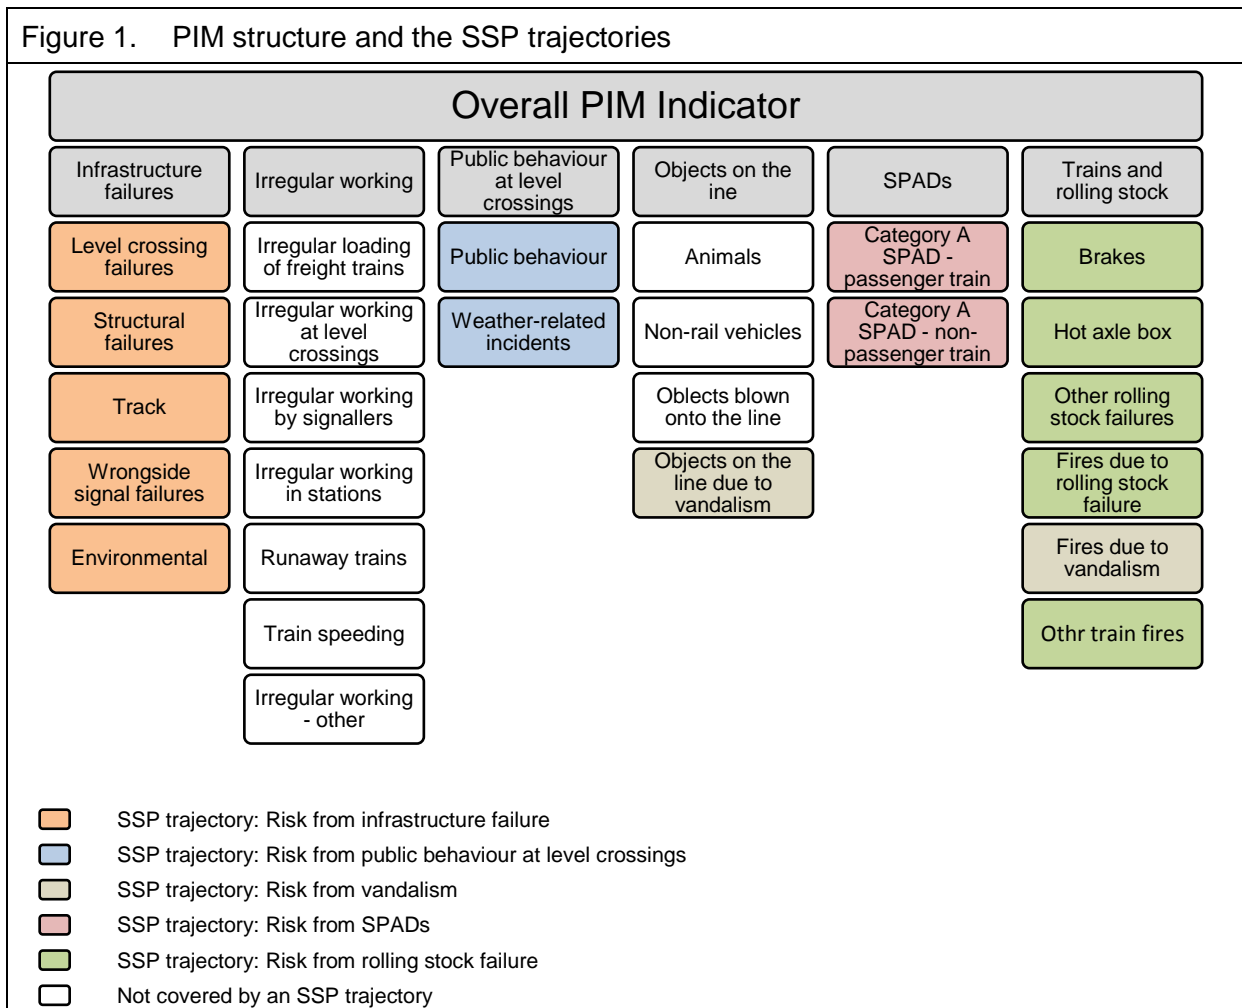 Figure 1. PIM structure and the SSP trajectories
Overall PIM Indicator
Infrastructure
failures
Irregular working
Public behaviour
at level
crossings
Objects on the
ine
SPADs
Trains and
rolling stock
Level crossing
failures
Irregular loading
of freight trains
Public behaviour
Animals
Category A
SPAD -
passenger train
Brakes
Structural
failures
Irregular working
at level
crossings
Weather-related
incidents
Non-rail vehicles
Category A
SPAD - non-
passenger train
Hot axle box
Track
Irregular working
by signallers
Oblects blown
onto the line
Other rolling
stock failures
Wrongside
signal failures
Irregular working
in stations
Objects on the
line due to
vandalism
Fires due to
rolling stock
failure
Environmental
Runaway trains
Fires due to
vandalism
Train speeding
Othr train fires
Irregular working
- other
SSP trajectory: Risk from infrastructure failure
SSP trajectory: Risk from public behaviour at level crossings
SSP trajectory: Risk from vandalism
SSP trajectory: Risk from SPADs
SSP trajectory: Risk from rolling stock failure
Not covered by an SSP trajectory